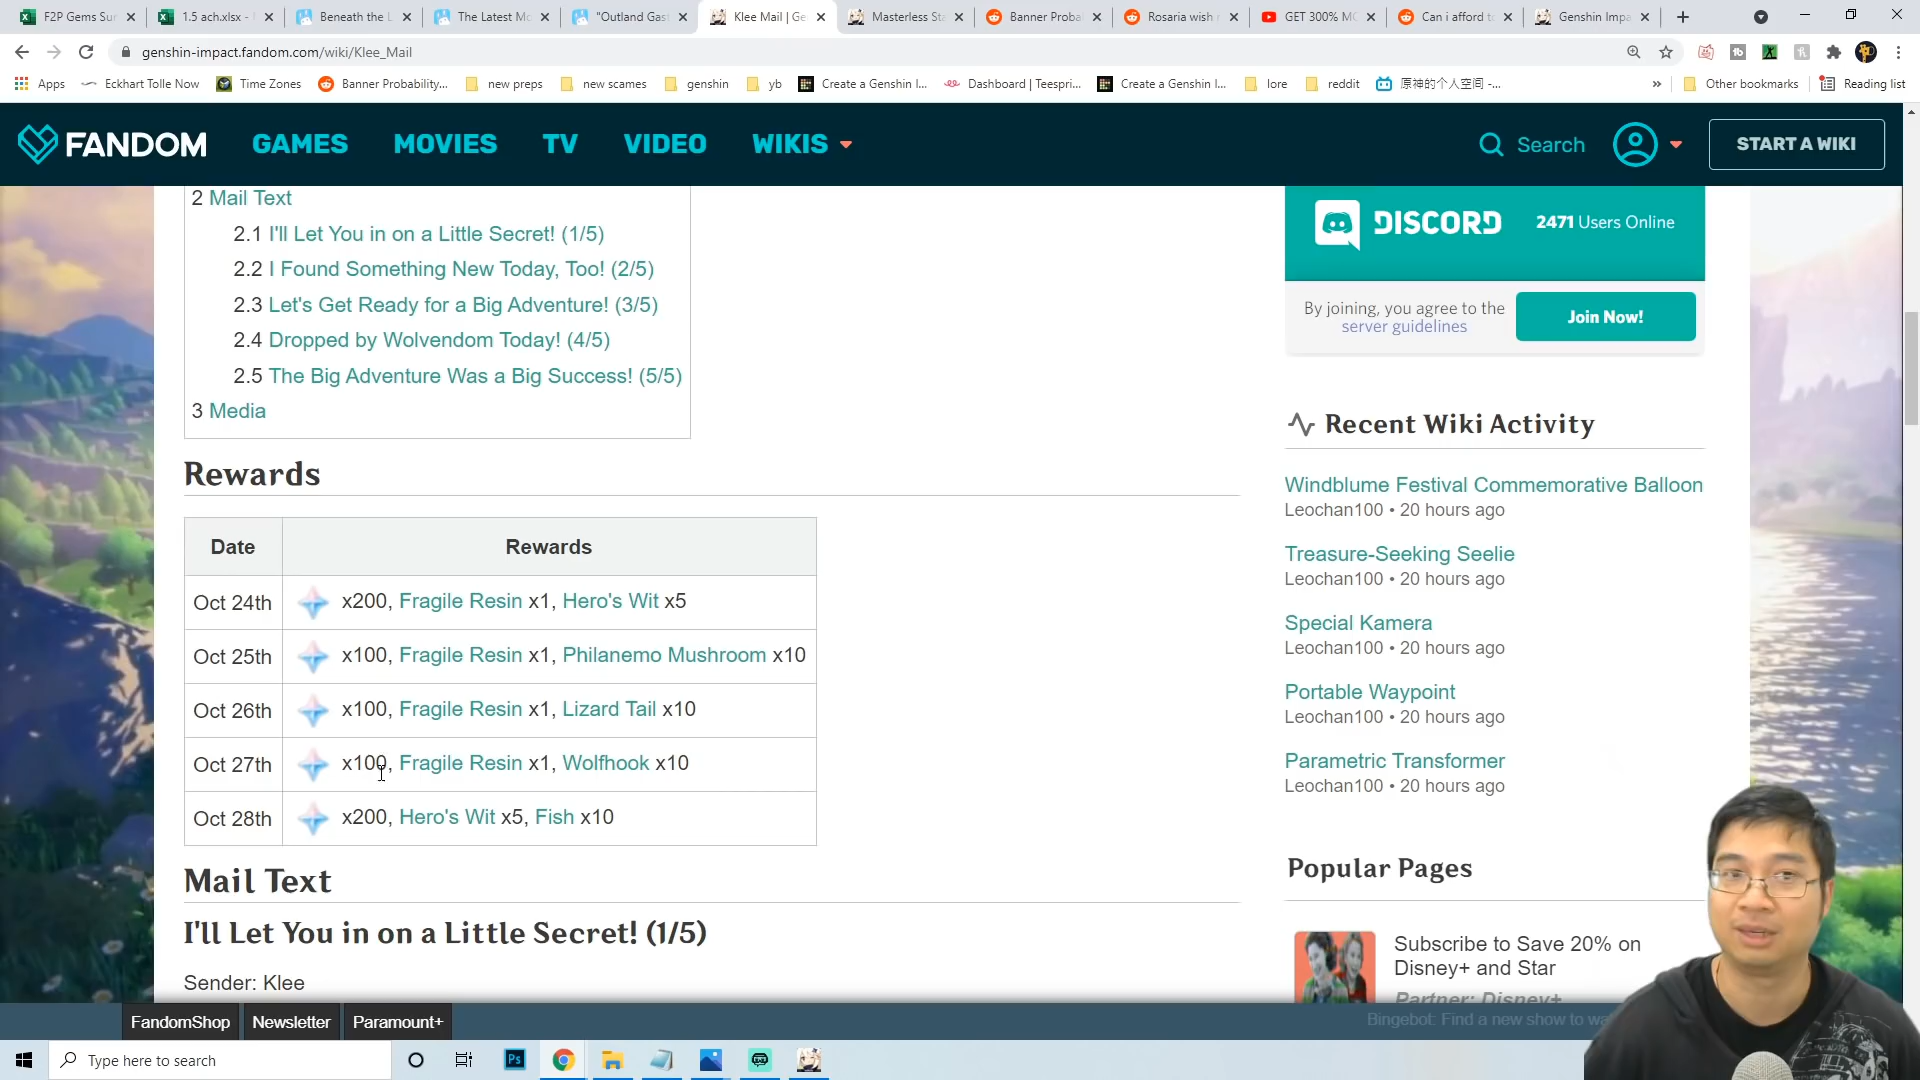 F2P Gems Sur
1.5 ach.xlsx -
Beneath the L
The Latest Mo
"Outland Gas
Klee Mail | Ge
Masterless Sta
Banner Proba
Rosaria wish r
GET 300% MO
Can i afford t
Genshin Impa
genshin-impact.fandom.com/wiki/Klee_Mail
Apps
Eckhart Tolle Now
Time Zones
Banner Probability...
new preps
new scames
genshin
yb
Create a Genshin I...
Dashboard | Teespri...
Create a Genshin I...
lore
reddit
原神的个人空间 -...
»
Other bookmarks
Reading list
FANDOM
GAMES
MOVIES
TV
VIDEO
WIKIS
Search
START A WIKI
2 Mail Text
2.1 I'll Let You in on a Little Secret! (1/5)
2.2 I Found Something New Today, Too! (2/5)
2.3 Let's Get Ready for a Big Adventure! (3/5)
2.4 Dropped by Wolvendom Today! (4/5)
2.5 The Big Adventure Was a Big Success! (5/5)
3 Media
Rewards
Date Rewards
Oct 24th x200, Fragile Resin x1, Hero's Wit x5
Oct 25th x100, Fragile Resin x1, Philanemo Mushroom x10
Oct 26th x100, Fragile Resin x1, Lizard Tail x10
Oct 27th x100, Fragile Resin x1, Wolfhook x10
Oct 28th x200, Hero's Wit x5, Fish x10
Mail Text
I'll Let You in on a Little Secret! (1/5)
Sender: Klee
DISCORD
2471 Users Online
By joining, you agree to the
server guidelines
Join Now!
Recent Wiki Activity
Windblume Festival Commemorative Balloon
Leochan100 • 20 hours ago
Treasure-Seeking Seelie
Leochan100 • 20 hours ago
Special Kamera
Leochan100 • 20 hours ago
Portable Waypoint
Leochan100 • 20 hours ago
Parametric Transformer
Leochan100 • 20 hours ago
Popular Pages
Subscribe to Save 20% on
Disney+ and Star
Partner: Disney+
Bingebot: Find a new show to wa
FandomShop
Newsletter
Paramount+
Type here to search
Ps